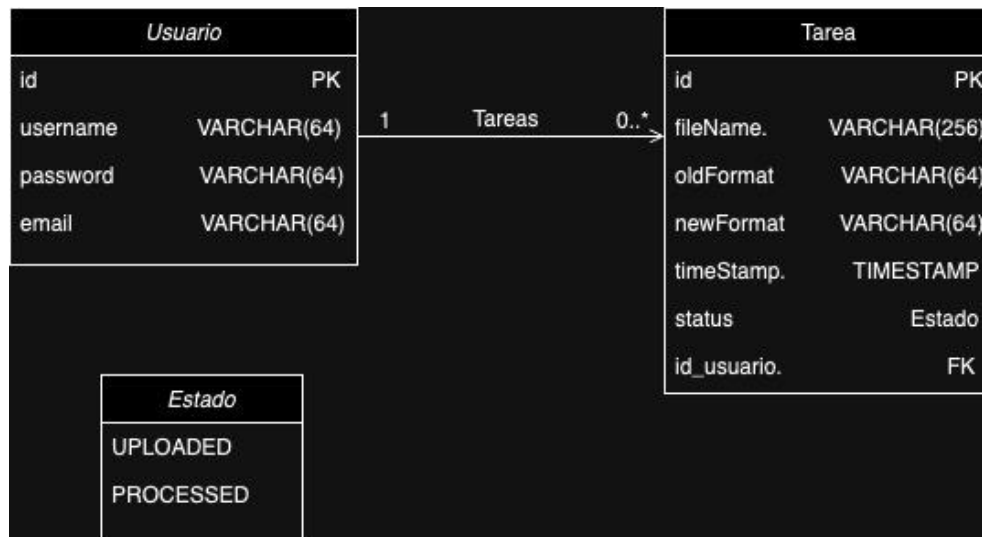 Usuario
id PK
username VARCHAR(64)
password VARCHAR(64)
email VARCHAR(64)
1 Tareas 0..*
Tarea
id PK
fileName. VARCHAR(256)
oldFormat VARCHAR(64)
newFormat VARCHAR(64)
timeStamp. TIMESTAMP
status Estado
id_usuario. FK
Estado
UPLOADED
PROCESSED